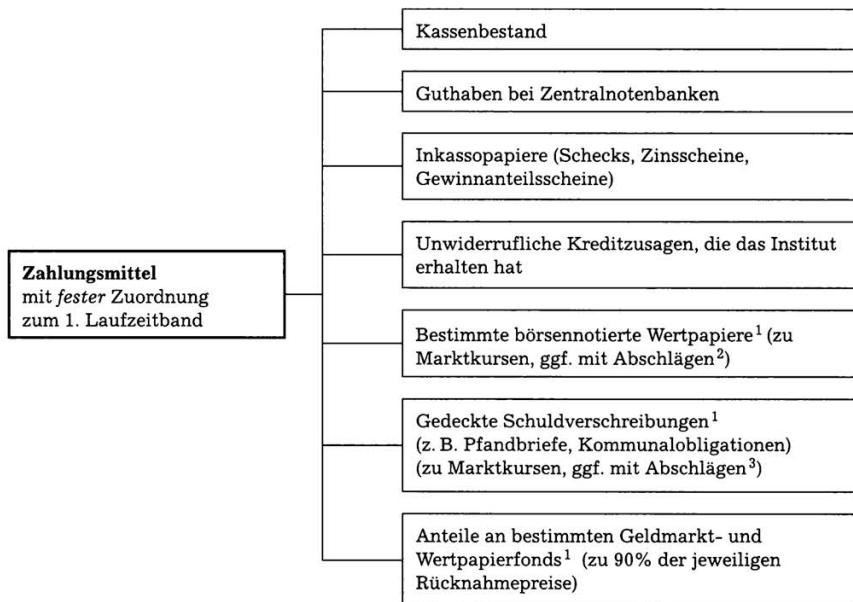 Kassenbestand
Guthaben bei Zentralnotenbanken
Inkassopapiere (Schecks, Zinsscheine,
Gewinnanteilsscheine)
Unwiderrufliche Kreditzusagen, die das Institut
erhalten hat
Zahlungsmittel
mit fester Zuordnung
zum 1. Laufzeitband
Bestimmte börsennotierte Wertpapiere¹ (zu
Marktkursen, ggf. mit Abschlägen²)
Gedeckte Schuldverschreibungen¹
(z. B. Pfandbriefe, Kommunalobligationen)
(zu Marktkursen, ggf. mit Abschlägen³)
Anteile an bestimmten Geldmarkt- und
Wertpapierfonds¹ (zu 90% der jeweiligen
Rücknahmepreise)